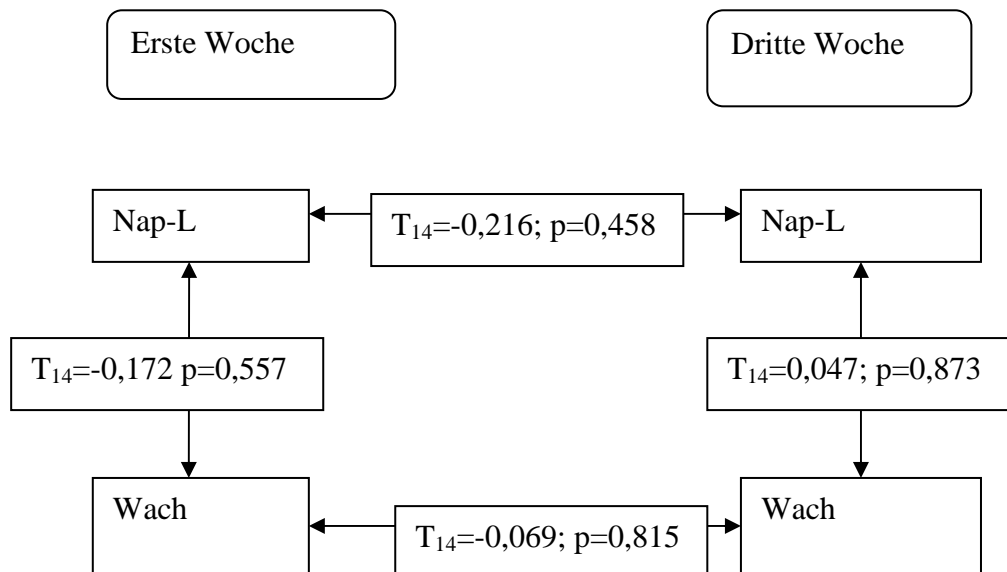 Erste Woche
Dritte Woche
Nap-L
T₁₄=-0,216; p=0,458
Nap-L
T₁₄=-0,172 p=0,557
T₁₄=0,047; p=0,873
Wach
T₁₄=-0,069; p=0,815
Wach